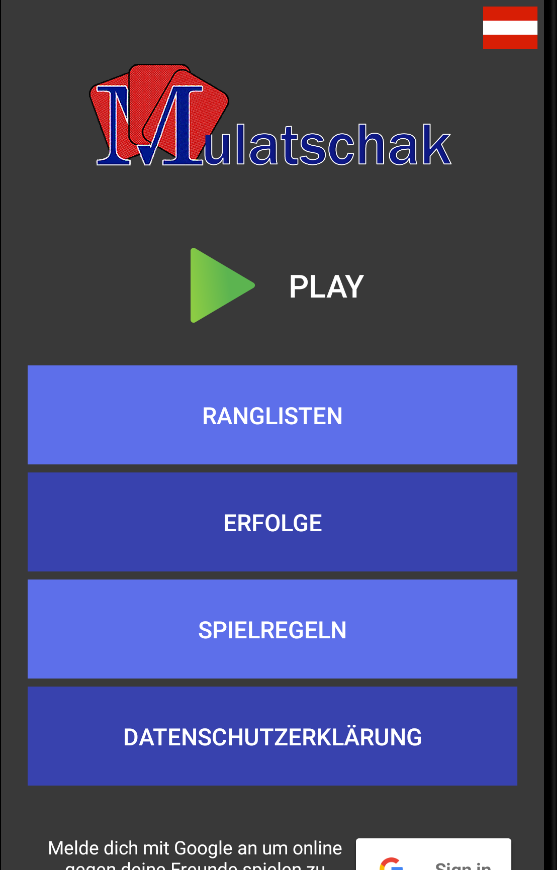 Mulatschak
PLAY
RANGLISTEN
ERFOLGE
SPIELREGELN
DATENSCHUTZERKLÄRUNG
Melde dich mit Google an um online
gegen deine Freunde spielen zu
Sign in